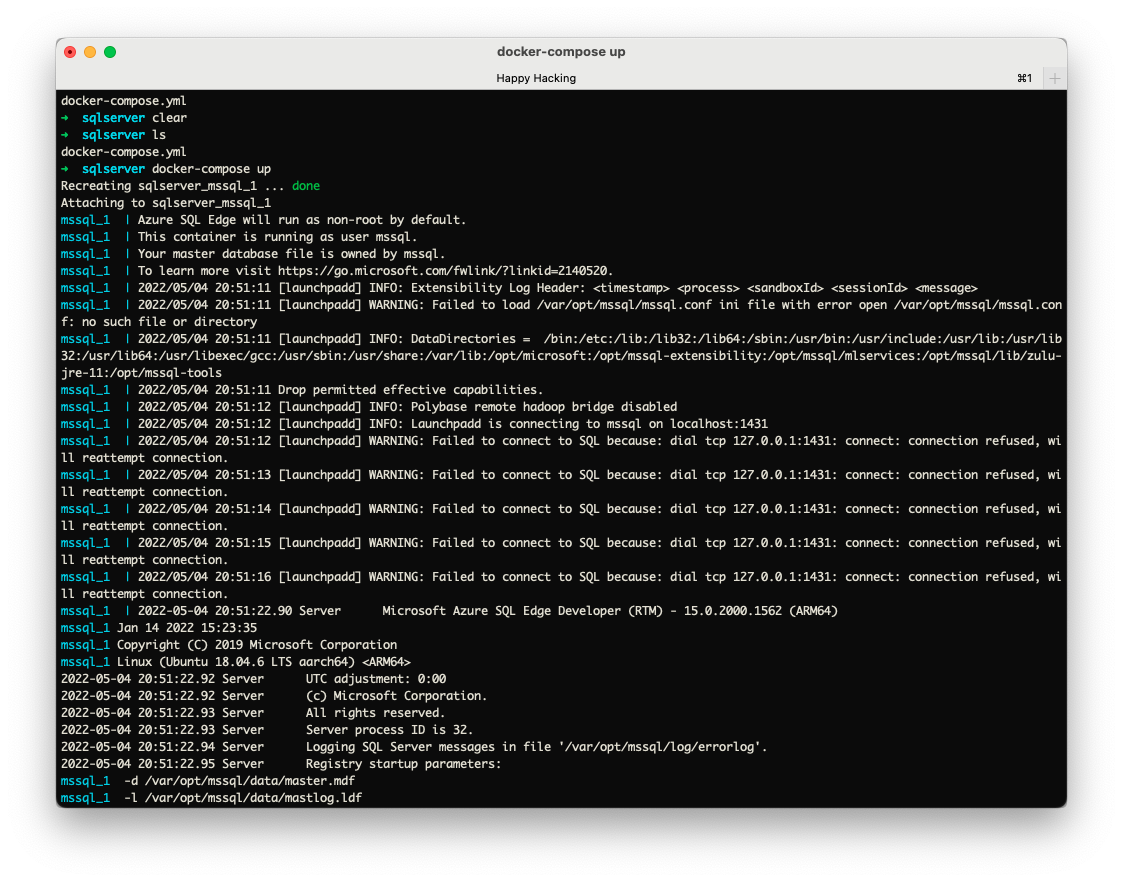 docker-compose up
Happy Hacking
⌘1
+
docker-compose.yml
➜  sqlserver clear
➜  sqlserver ls
docker-compose.yml
➜  sqlserver docker-compose up
Recreating sqlserver_mssql_1 ... done
Attaching to sqlserver_mssql_1
mssql_1  | Azure SQL Edge will run as non-root by default.
mssql_1  | This container is running as user mssql.
mssql_1  | Your master database file is owned by mssql.
mssql_1  | To learn more visit https://go.microsoft.com/fwlink/?linkid=2140520.
mssql_1  | 2022/05/04 20:51:11 [launchpadd] INFO: Extensibility Log Header: <timestamp> <process> <sandboxId> <sessionId> <message>
mssql_1  | 2022/05/04 20:51:11 [launchpadd] WARNING: Failed to load /var/opt/mssql/mssql.conf ini file with error open /var/opt/mssql/mssql.con
f: no such file or directory
mssql_1  | 2022/05/04 20:51:11 [launchpadd] INFO: DataDirectories =  /bin:/etc:/lib:/lib32:/lib64:/sbin:/usr/bin:/usr/include:/usr/lib:/usr/lib
32:/usr/lib64:/usr/libexec/gcc:/usr/sbin:/usr/share:/var/lib:/opt/microsoft:/opt/mssql-extensibility:/opt/mssql/mlservices:/opt/mssql/lib/zulu-
jre-11:/opt/mssql-tools
mssql_1  | 2022/05/04 20:51:11 Drop permitted effective capabilities.
mssql_1  | 2022/05/04 20:51:12 [launchpadd] INFO: Polybase remote hadoop bridge disabled
mssql_1  | 2022/05/04 20:51:12 [launchpadd] INFO: Launchpadd is connecting to mssql on localhost:1431
mssql_1  | 2022/05/04 20:51:12 [launchpadd] WARNING: Failed to connect to SQL because: dial tcp 127.0.0.1:1431: connect: connection refused, wi
ll reattempt connection.
mssql_1  | 2022/05/04 20:51:13 [launchpadd] WARNING: Failed to connect to SQL because: dial tcp 127.0.0.1:1431: connect: connection refused, wi
ll reattempt connection.
mssql_1  | 2022/05/04 20:51:14 [launchpadd] WARNING: Failed to connect to SQL because: dial tcp 127.0.0.1:1431: connect: connection refused, wi
ll reattempt connection.
mssql_1  | 2022/05/04 20:51:15 [launchpadd] WARNING: Failed to connect to SQL because: dial tcp 127.0.0.1:1431: connect: connection refused, wi
ll reattempt connection.
mssql_1  | 2022/05/04 20:51:16 [launchpadd] WARNING: Failed to connect to SQL because: dial tcp 127.0.0.1:1431: connect: connection refused, wi
ll reattempt connection.
mssql_1  | 2022-05-04 20:51:22.90 Server      Microsoft Azure SQL Edge Developer (RTM) - 15.0.2000.1562 (ARM64)
mssql_1 Jan 14 2022 15:23:35
mssql_1 Copyright (C) 2019 Microsoft Corporation
mssql_1 Linux (Ubuntu 18.04.6 LTS aarch64) <ARM64>
2022-05-04 20:51:22.92 Server      UTC adjustment: 0:00
2022-05-04 20:51:22.92 Server      (c) Microsoft Corporation.
2022-05-04 20:51:22.93 Server      All rights reserved.
2022-05-04 20:51:22.93 Server      Server process ID is 32.
2022-05-04 20:51:22.94 Server      Logging SQL Server messages in file '/var/opt/mssql/log/errorlog'.
2022-05-04 20:51:22.95 Server      Registry startup parameters:
mssql_1  -d /var/opt/mssql/data/master.mdf
mssql_1  -l /var/opt/mssql/data/mastlog.ldf